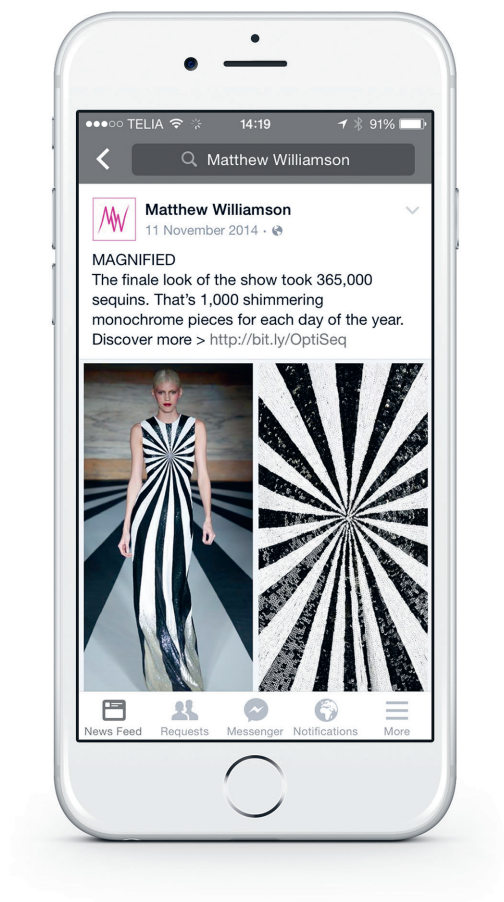 TELIA 14:19 91%
Matthew Williamson
MW
Matthew Williamson
11 November 2014 ·
MAGNIFIED
The finale look of the show took 365,000
sequins. That's 1,000 shimmering
monochrome pieces for each day of the year.
Discover more > http://bit.ly/OptiSeq
News Feed Requests Messenger Notifications More